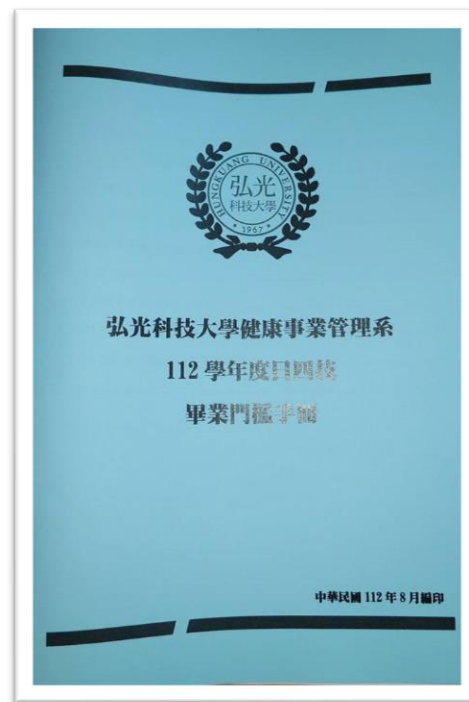 HUNGKUANG UNIVERSITY
弘光
科技大學
1967
弘光科技大學健康事業管理系
112 學年度日四技
畢業門檻手冊
中華民國 112 年 8 月編印